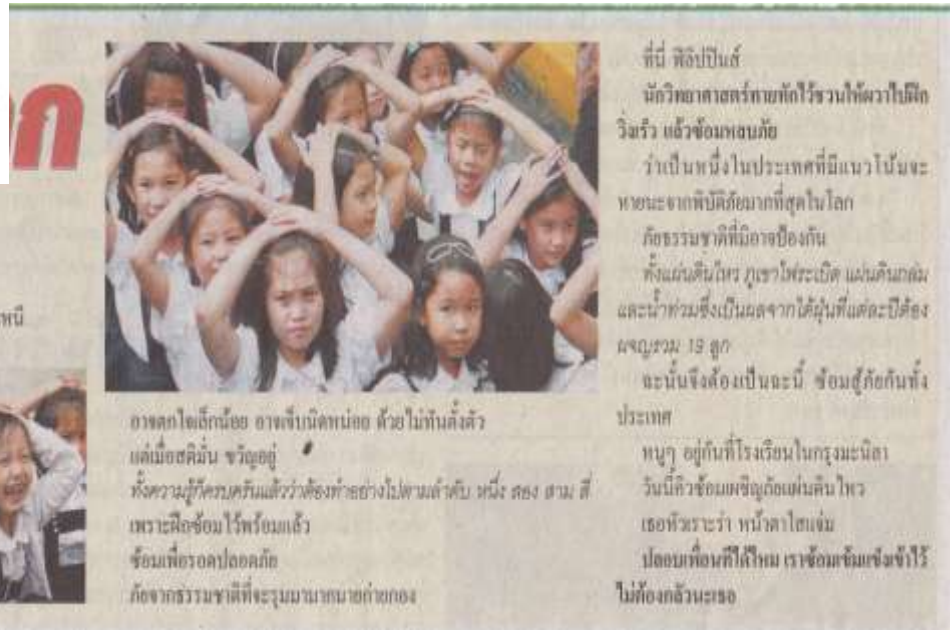 ก
หนี
อาจตกใจเล็กน้อย อาจเจ็บนิดหน่อย ด้วยไม่ทันตั้งตัว
แต่เมื่อสติมั่น ขวัญอยู่
ทั้งความรู้ก็ครบครันแล้วว่าต้องทำอย่างไปตามลำดับ หนึ่ง สอง สาม สี่
เพราะฝึกซ้อมไว้พร้อมแล้ว
ซ้อมเพื่อรอดปลอดภัย
ภัยจากธรรมชาติที่จะรุมมามากมายก่ายกอง
ที่นี่ ฟิลิปปินส์
นักวิทยาศาสตร์ทายทักไว้ชวนให้ผวาไปฝึก
วิ่งเร็ว แล้วซ้อมหลบภัย
ว่าเป็นหนึ่งในประเทศที่มีแนวโน้มจะ
หายนะจากพิบัติภัยมากที่สุดในโลก
ภัยธรรมชาติที่มิอาจป้องกัน
ทั้งแผ่นดินไหว ภูเขาไฟระเบิด แผ่นดินถล่ม
และน้ำท่วมซึ่งเป็นผลจากไต้ฝุ่นที่แต่ละปีต้อง
ผจญรวม 19 ลูก
ฉะนั้นจึงต้องเป็นฉะนี้ ซ้อมสู้ภัยกันทั้ง
ประเทศ
หนูๆ อยู่กันที่โรงเรียนในกรุงมะนิลา
วันนี้คิวซ้อมเผชิญภัยแผ่นดินไหว
เธอหัวเราะร่า หน้าตาใสแจ๋ม
ปลอบเพื่อนทีได้ไหม เราซ้อมเข้มแข็งเข้าไว้
ไม่ต้องกลัวนะเธอ